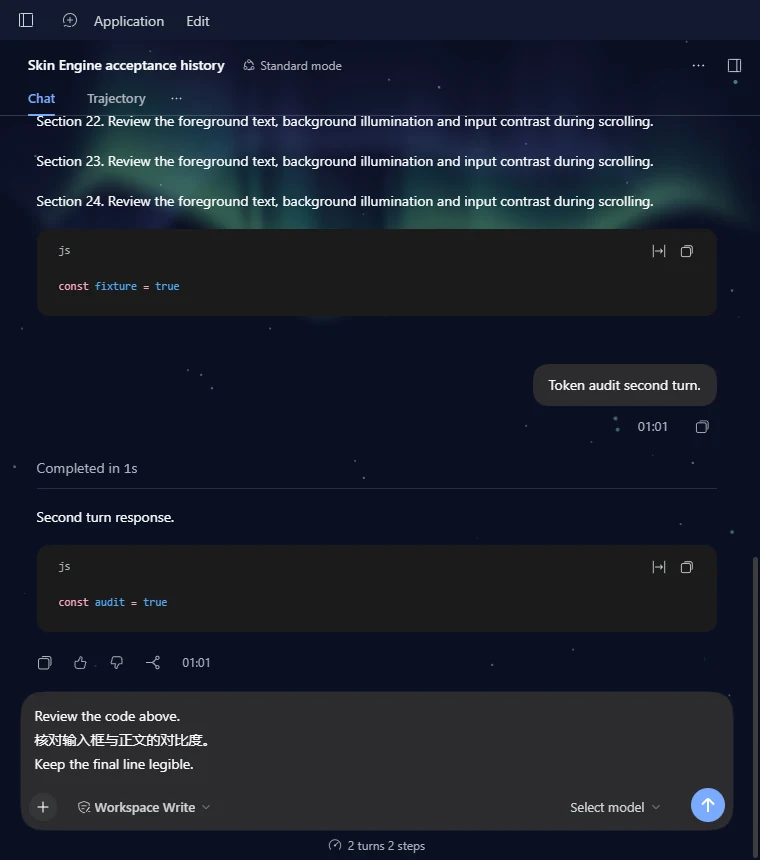 Application Edit
Skin Engine acceptance history Standard mode
Chat Trajectory
Section 22. Review the foreground text, background illumination and input contrast during scrolling.
Section 23. Review the foreground text, background illumination and input contrast during scrolling.
Section 24. Review the foreground text, background illumination and input contrast during scrolling.
js
const fixture = true
Token audit second turn.
01:01
Completed in 1s
Second turn response.
js
const audit = true
01:01
Review the code above.
核对输入框与正文的对比度。
Keep the final line legible.
Workspace Write Select model
2 turns 2 steps